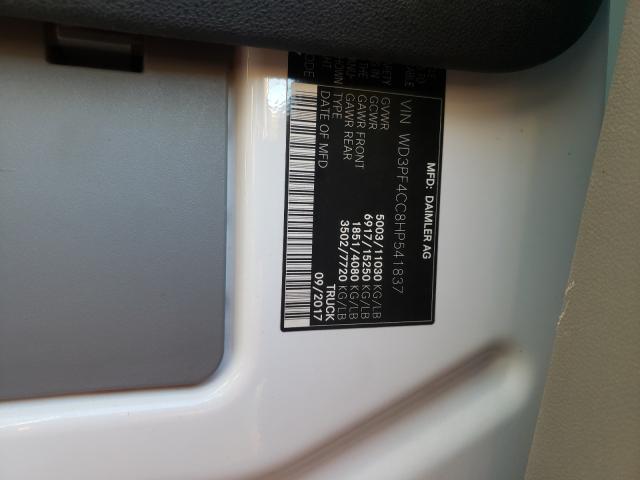 MFD: DAIMLER AG
VIN WD3PF4CC8HP541837
GVWR 5003/11030 KG/LB
GCWR 6917/15250 KG/LB
GAWR FRONT 1851/4080 KG/LB
GAWR REAR 3502/7720 KG/LB
TYPE TRUCK
DATE OF MFD 09/2017